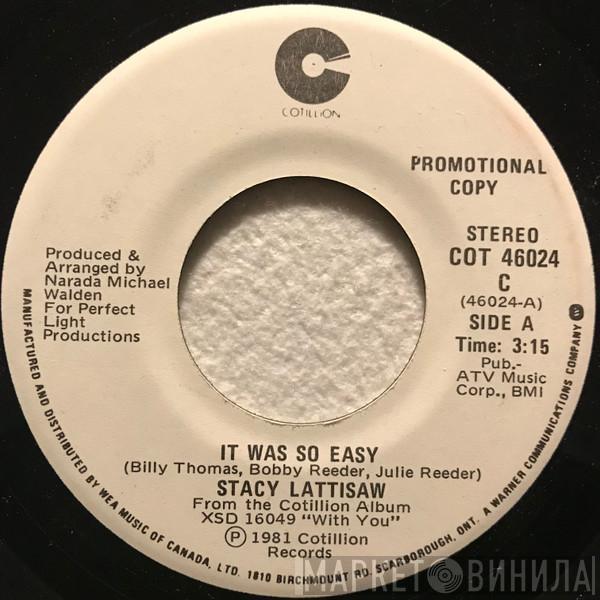 COTILLION
PROMOTIONAL
COPY
STEREO
COT 46024
C
(46024-A)
SIDE A
Time: 3:15
Pub.-
ATV Music
Corp., BMI
Produced &
Arranged by
Narada Michael
Walden
For Perfect
Light
Productions
IT WAS SO EASY
(Billy Thomas, Bobby Reeder, Julie Reeder)
STACY LATTISAW
From the Cotillion Album
XSD 16049 "With You"
Ⓟ 1981 Cotillion
Records
MANUFACTURED AND DISTRIBUTED BY WEA MUSIC OF CANADA, LTD. 1810 BIRCHMOUNT RD. SCARBOROUGH, ONT. A WARNER COMMUNICATIONS COMPANY
МАРКЕТ ВИНИЛА